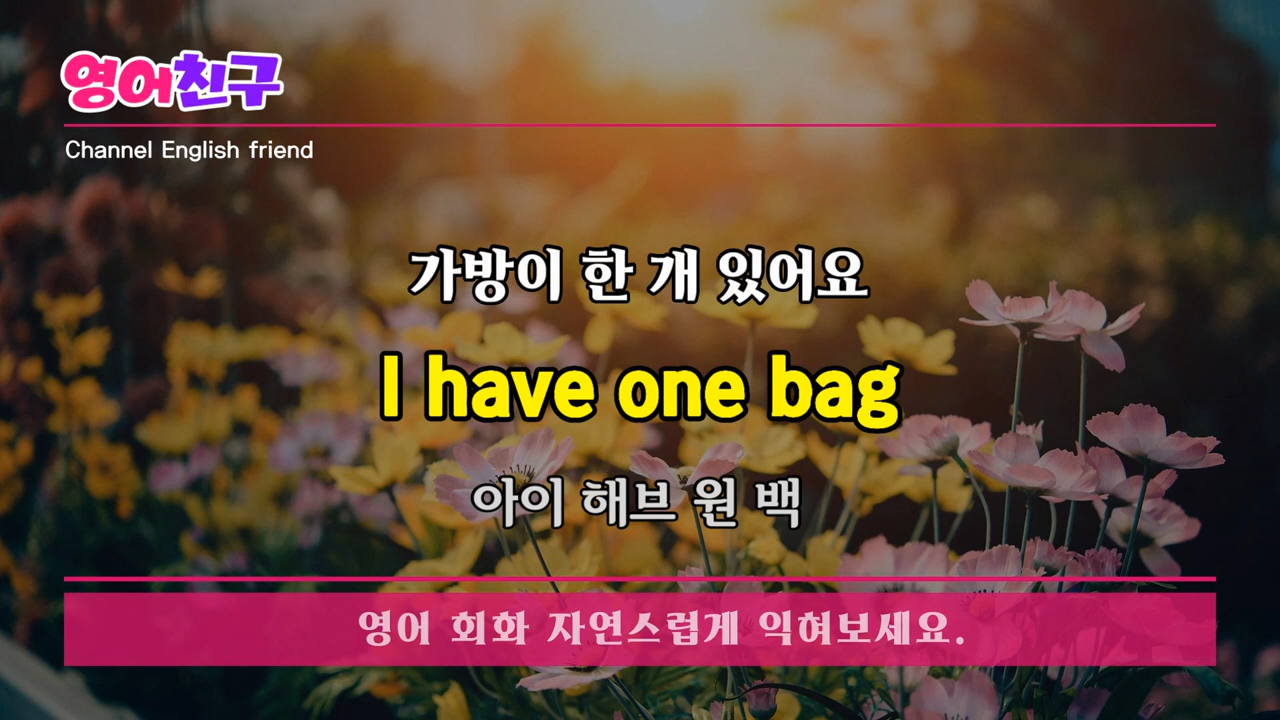 영어친구
Channel English friend
가방이 한 개 있어요
I have one bag
아이 해브 원 백
영어 회화 자연스럽게 익혀보세요.